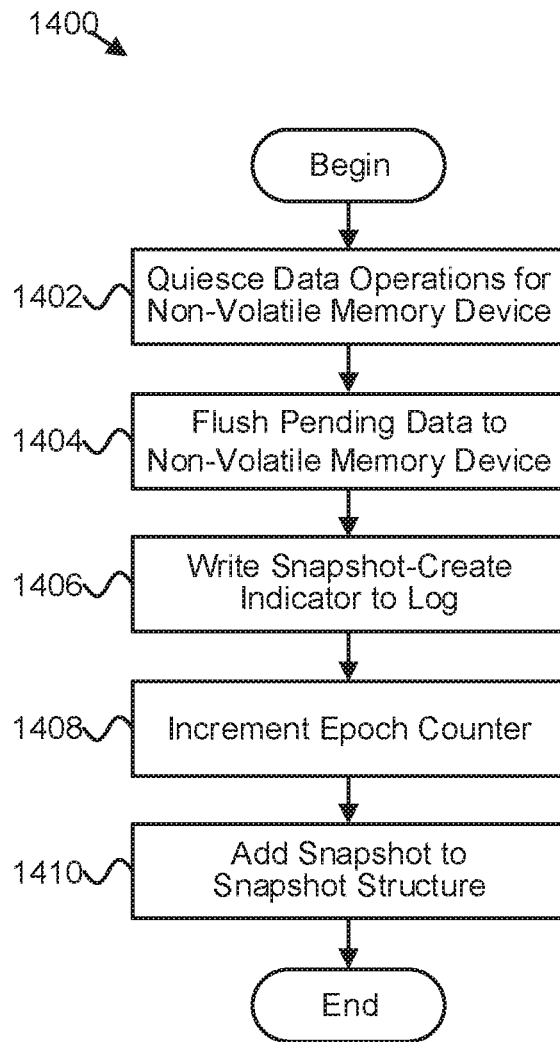 1400
Begin
1402
Quiesce Data Operations for
Non-Volatile Memory Device
1404
Flush Pending Data to
Non-Volatile Memory Device
1406
Write Snapshot-Create
Indicator to Log
1408
Increment Epoch Counter
1410
Add Snapshot to
Snapshot Structure
End